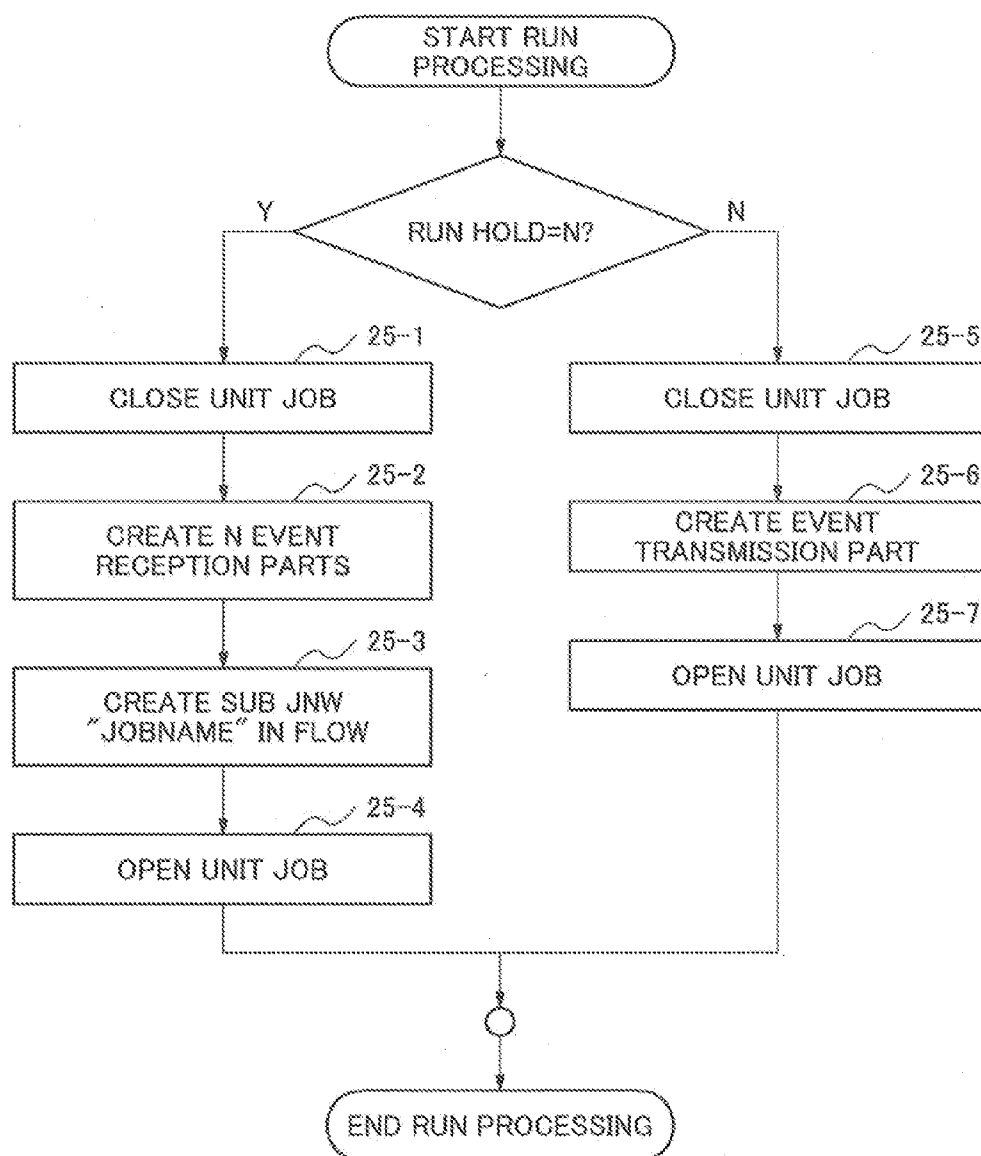 START RUN
PROCESSING
RUN HOLD=N?
Y
N
25-1
CLOSE UNIT JOB
25-2
CREATE N EVENT
RECEPTION PARTS
25-3
CREATE SUB JNW
"JOBNAME" IN FLOW
25-4
OPEN UNIT JOB
25-5
CLOSE UNIT JOB
25-6
CREATE EVENT
TRANSMISSION PART
25-7
OPEN UNIT JOB
END RUN PROCESSING